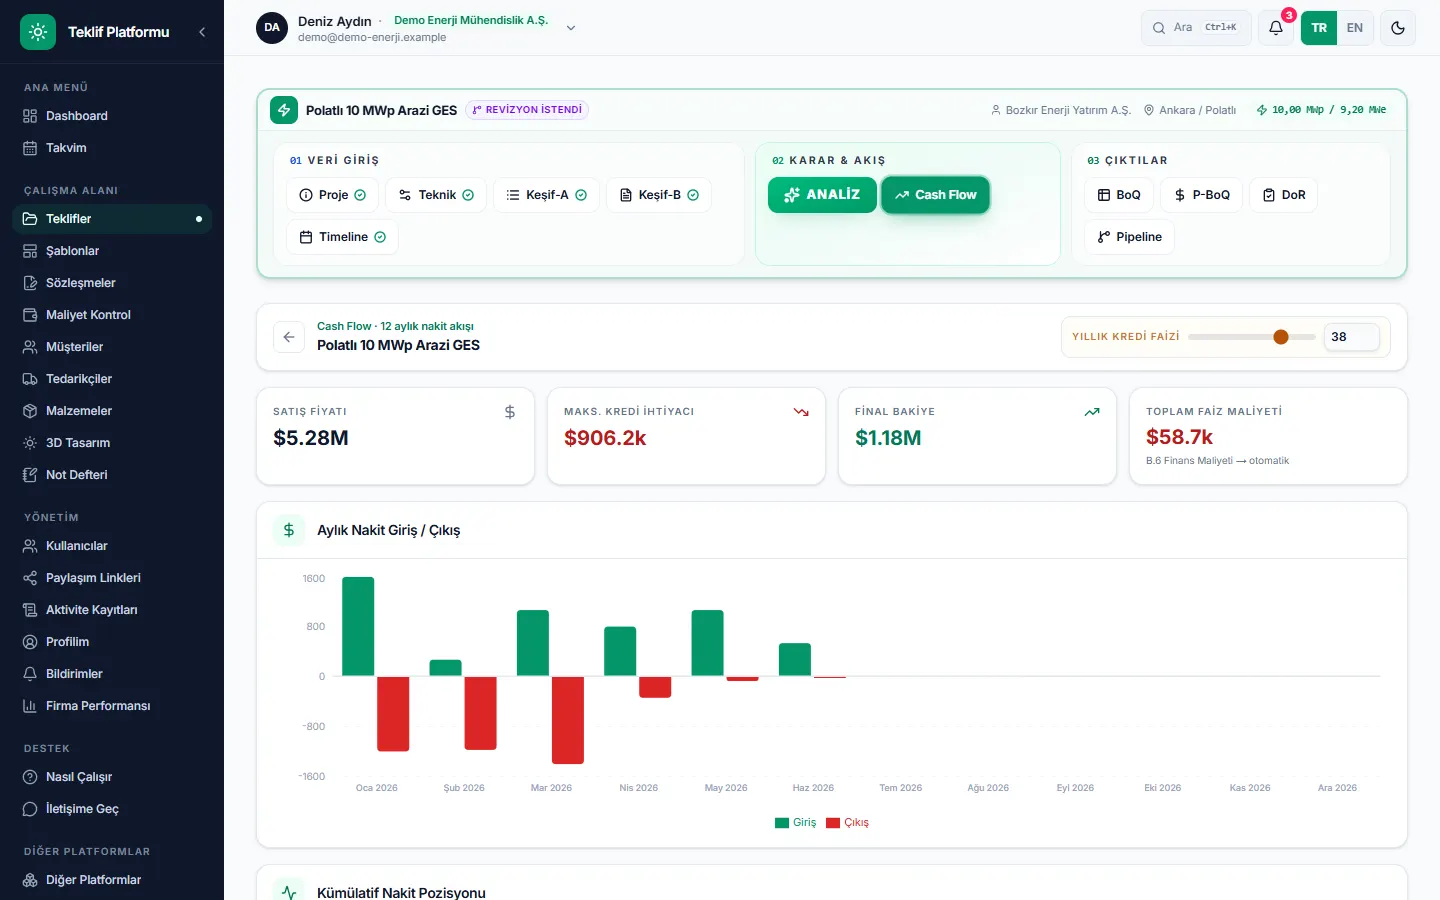 Teklif Platformu
ANA MENÜ
Dashboard
Takvim
ÇALIŞMA ALANI
Teklifler
Şablonlar
Sözleşmeler
Maliyet Kontrol
Müşteriler
Tedarikçiler
Malzemeler
3D Tasarım
Not Defteri
YÖNETİM
Kullanıcılar
Paylaşım Linkleri
Aktivite Kayıtları
Profilim
Bildirimler
Firma Performansı
DESTEK
Nasıl Çalışır
İletişime Geç
DİĞER PLATFORMLAR
Diğer Platformlar
DA
Deniz Aydın · Demo Enerji Mühendislik A.Ş.
demo@demo-enerji.example
Ara Ctrl+K
3
TR EN
Polatlı 10 MWp Arazi GES
REVİZYON İSTENDİ
Bozkır Enerji Yatırım A.Ş.
Ankara / Polatlı
10,00 MWp / 9,20 MWe
01 VERİ GİRİŞ
Proje
Teknik
Keşif-A
Keşif-B
Timeline
02 KARAR & AKIŞ
ANALİZ
Cash Flow
03 ÇIKTILAR
BoQ
P-BoQ
DoR
Pipeline
Cash Flow · 12 aylık nakit akışı
Polatlı 10 MWp Arazi GES
YILLIK KREDİ FAİZİ
38
SATIŞ FİYATI
$5.28M
MAKS. KREDİ İHTİYACI
$906.2k
FİNAL BAKİYE
$1.18M
TOPLAM FAİZ MALİYETİ
$58.7k
B.6 Finans Maliyeti → otomatik
Aylık Nakit Giriş / Çıkış
1600
800
0
-800
-1600
Oca 2026 Şub 2026 Mar 2026 Nis 2026 May 2026 Haz 2026 Tem 2026 Ağu 2026 Eyi 2026 Eki 2026 Kas 2026 Ara 2026
Giriş Çıkış
Kümülatif Nakit Pozisyonu